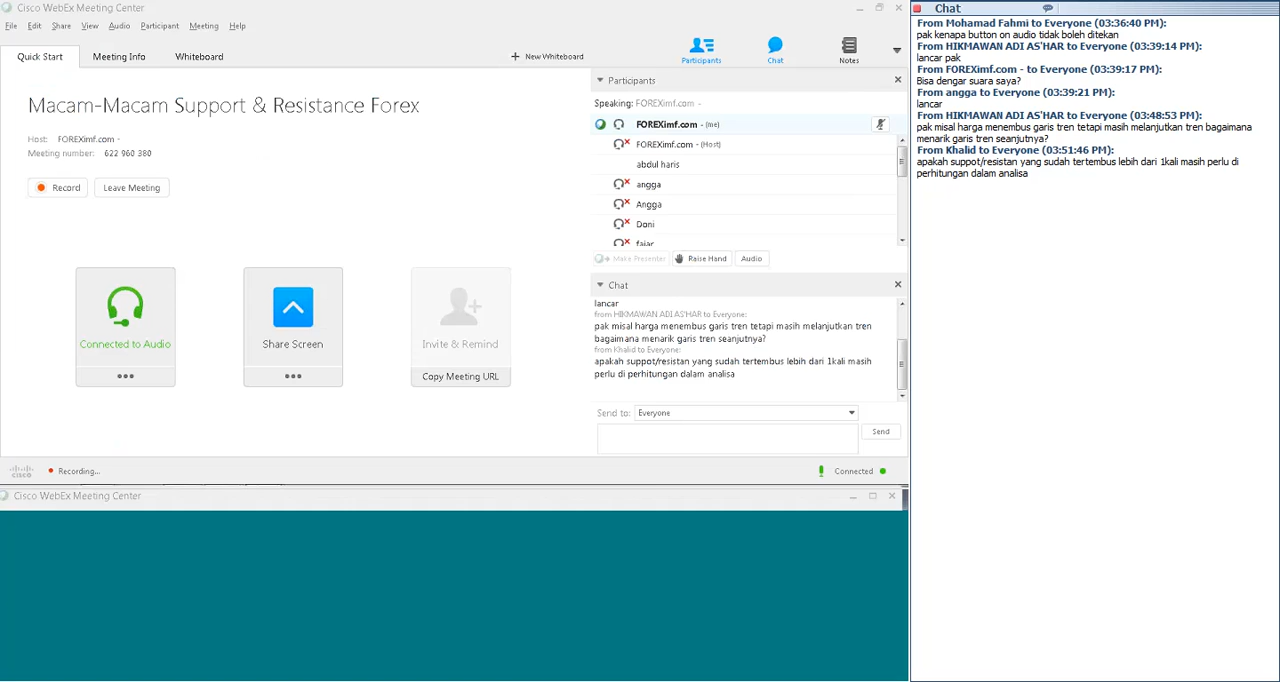 Cisco WebEx Meeting Center
File Edit Share View Audio Participant Meeting Help
Quick Start Meeting Info Whiteboard
New Whiteboard
Participants Chat Notes
Macam-Macam Support & Resistance Forex
Host: FOREXimf.com -
Meeting number: 622 960 380
Record Leave Meeting
Connected to Audio
Share Screen
Invite & Remind
Copy Meeting URL
Participants
Speaking: FOREXimf.com -
FOREXimf.com - (me)
FOREXimf.com - (Host)
abdul haris
angga
Angga
Doni
fajar
Make Presenter Raise Hand Audio
Chat
lancar
from HIKMAWAN ADI AS'HAR to Everyone:
pak misal harga menembus garis tren tetapi masih melanjutkan tren
bagaimana menarik garis tren seanjutnya?
from Khalid to Everyone:
apakah suppot/resistan yang sudah tertembus lebih dari 1kali masih
perlu di perhitungan dalam analisa
Send to: Everyone
Send
cisco
Recording...
Connected
Cisco WebEx Meeting Center
Chat
From Mohamad Fahmi to Everyone (03:36:40 PM):
pak kenapa button on audio tidak boleh ditekan
From HIKMAWAN ADI AS'HAR to Everyone (03:39:14 PM):
lancar pak
From FOREXimf.com - to Everyone (03:39:17 PM):
Bisa dengar suara saya?
From angga to Everyone (03:39:21 PM):
lancar
From HIKMAWAN ADI AS'HAR to Everyone (03:48:53 PM):
pak misal harga menembus garis tren tetapi masih melanjutkan tren bagaimana
menarik garis tren seanjutnya?
From Khalid to Everyone (03:51:46 PM):
apakah suppot/resistan yang sudah tertembus lebih dari 1kali masih perlu di
perhitungan dalam analisa